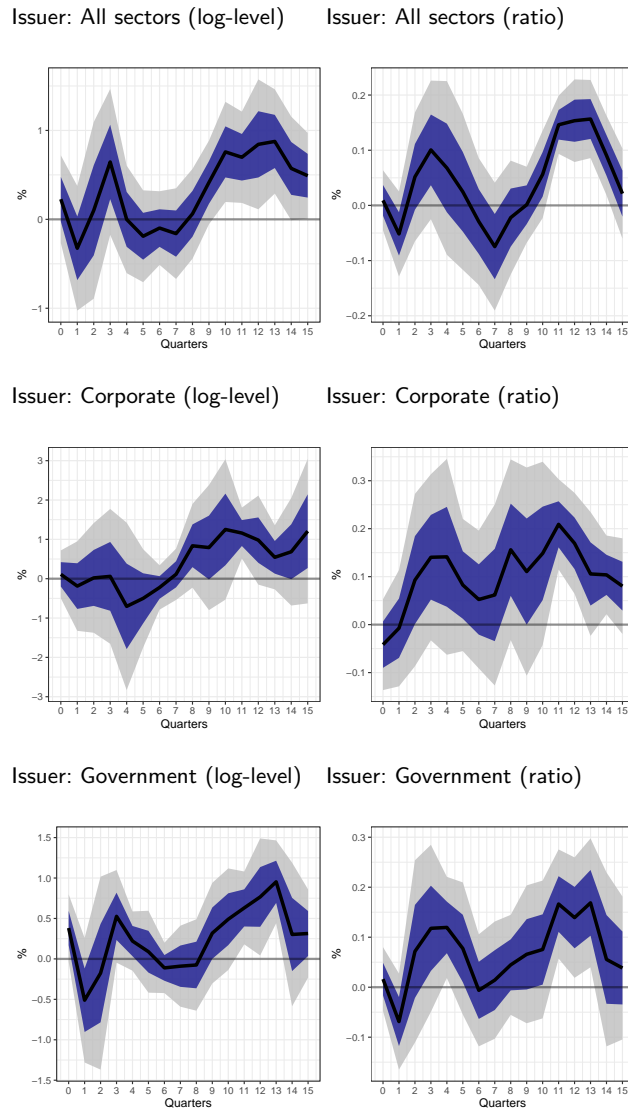 Issuer: All sectors (log-level) Issuer: All sectors (ratio)
1
0
−1
%
0 1 2 3 4 5 6 7 8 9 10 11 12 13 14 15
Quarters
0.2
0.1
0.0
−0.1
−0.2
%
0 1 2 3 4 5 6 7 8 9 10 11 12 13 14 15
Quarters
Issuer: Corporate (log-level) Issuer: Corporate (ratio)
3
2
1
0
−1
−2
−3
%
0 1 2 3 4 5 6 7 8 9 10 11 12 13 14 15
Quarters
0.3
0.2
0.1
0.0
−0.1
%
0 1 2 3 4 5 6 7 8 9 10 11 12 13 14 15
Quarters
Issuer: Government (log-level) Issuer: Government (ratio)
1.5
1.0
0.5
0.0
−0.5
−1.0
−1.5
%
0 1 2 3 4 5 6 7 8 9 10 11 12 13 14 15
Quarters
0.3
0.2
0.1
0.0
−0.1
%
0 1 2 3 4 5 6 7 8 9 10 11 12 13 14 15
Quarters